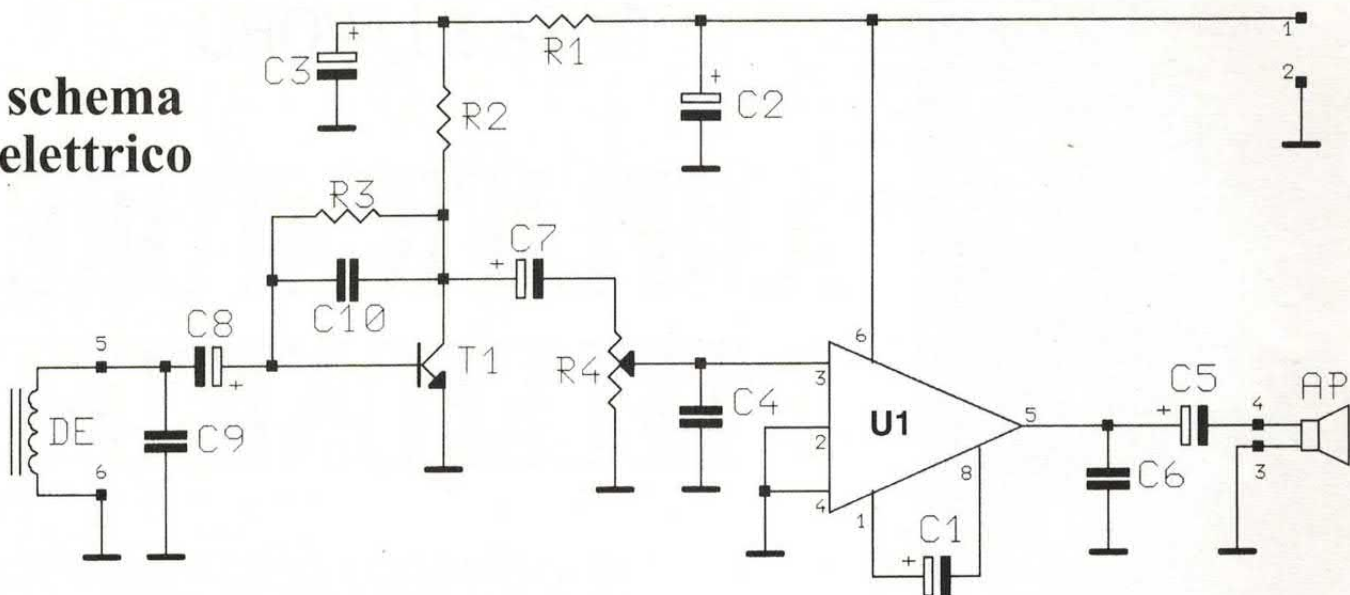 schema
elettrico
C3
+
R1
R2
+
C2
1
2
R3
C10
+
C7
C8
+
5
DE
6
C9
T1
R4
C4
6
3
2
4
U1
5
8
1
+
C1
+
C5
C6
4
3
AP